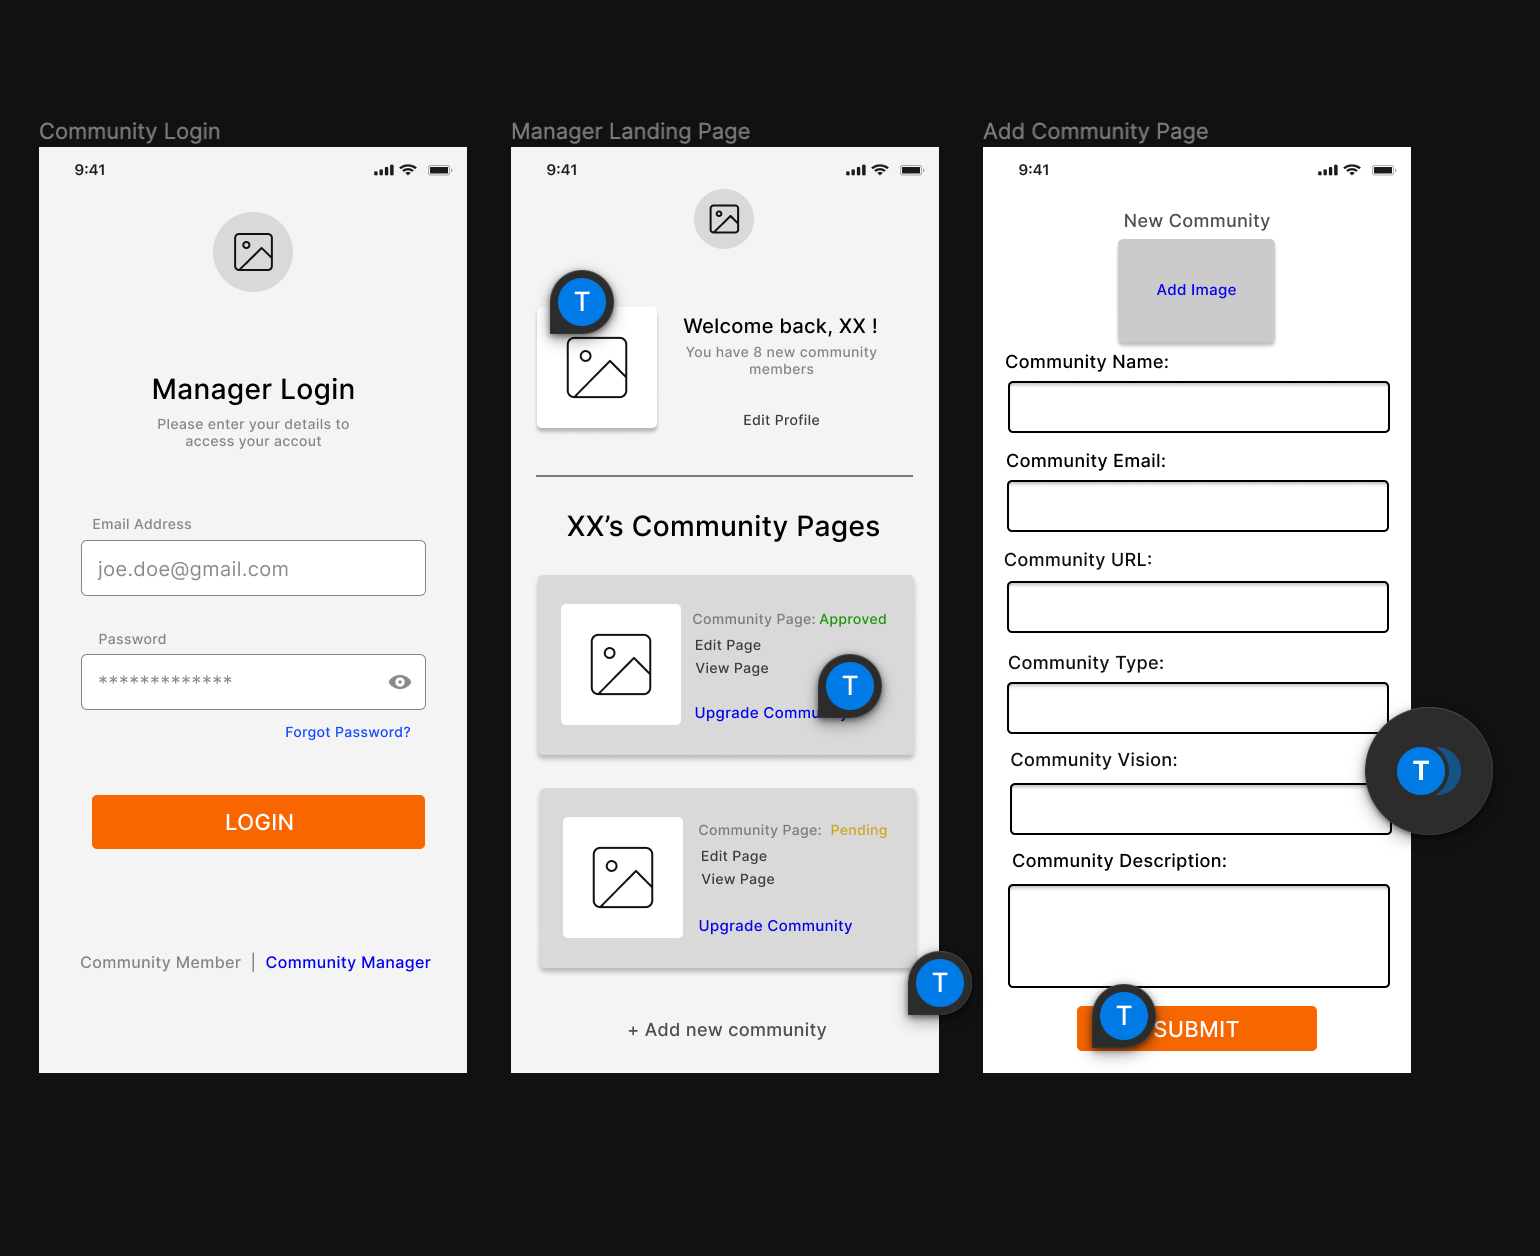 Community Login
9:41
Manager Login
Please enter your details to
access your accout
Email Address
joe.doe@gmail.com
Password
*************
Forgot Password?
LOGIN
Community Member | Community Manager
Manager Landing Page
9:41
T
Welcome back, XX !
You have 8 new community
members
Edit Profile
XX’s Community Pages
Community Page: Approved
Edit Page
View Page
T
Upgrade
Community Page: Pending
Edit Page
View Page
Upgrade Community
T
+ Add new community
Add Community Page
9:41
New Community
Add Image
Community Name:
Community Email:
Community URL:
Community Type:
Community Vision:
T
Community Description:
T
SUBMIT